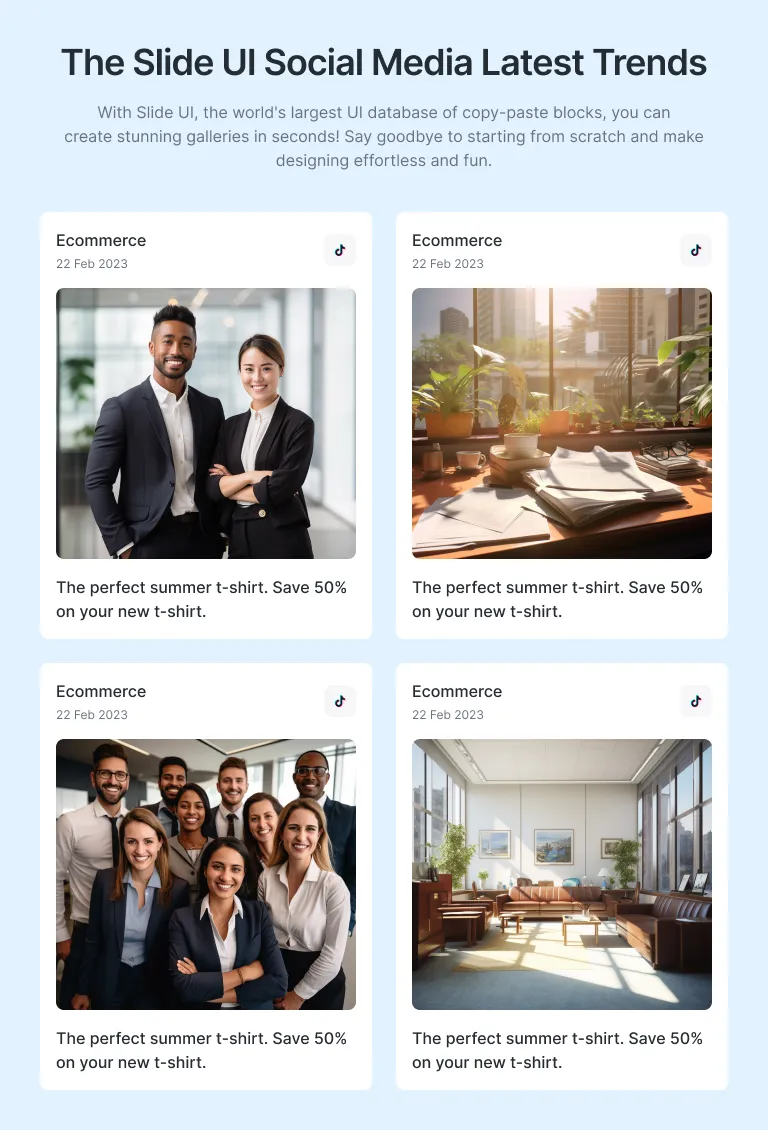 The Slide UI Social Media Latest Trends
With Slide UI, the world's largest UI database of copy-paste blocks, you can
create stunning galleries in seconds! Say goodbye to starting from scratch and make
designing effortless and fun.
Ecommerce
22 Feb 2023
The perfect summer t-shirt. Save 50%
on your new t-shirt.
Ecommerce
22 Feb 2023
The perfect summer t-shirt. Save 50%
on your new t-shirt.
Ecommerce
22 Feb 2023
The perfect summer t-shirt. Save 50%
on your new t-shirt.
Ecommerce
22 Feb 2023
The perfect summer t-shirt. Save 50%
on your new t-shirt.